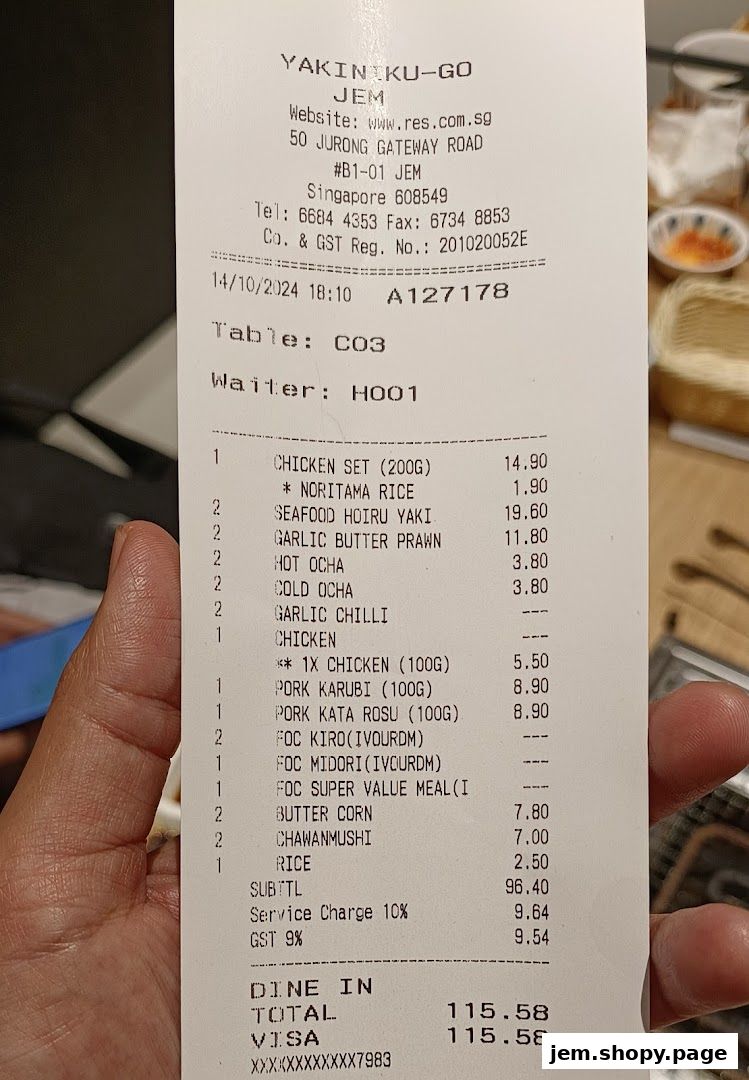 YAKINIKU-GO
JEM
Website: www.res.com.sg
50 JURONG GATEWAY ROAD
#B1-01 JEM
Singapore 608549
Tel: 6684 4353 Fax: 6734 8853
Co. & GST Reg. No.: 201020052E
14/10/2024 18:10 A127178
Table: C03
Waiter: H001
1 CHICKEN SET (200G) 14.90
* NORITAMA RICE 1.90
2 SEAFOOD HOIRU YAKI 19.60
2 GARLIC BUTTER PRAWN 11.80
2 HOT OCHA 3.80
2 COLD OCHA 3.80
2 GARLIC CHILLI ---
1 CHICKEN ---
** 1X CHICKEN (100G) 5.50
1 PORK KARUBI (100G) 8.90
1 PORK KATA ROSU (100G) 8.90
2 FOC KIRO(IVOURDM) ---
1 FOC MIDORI(IVOURDM) ---
1 FOC SUPER VALUE MEAL(I ---
2 BUTTER CORN 7.80
2 CHAWANMUSHI 7.00
1 RICE 2.50
SUBTTL 96.40
Service Charge 10% 9.64
GST 9% 9.54
DINE IN
TOTAL 115.58
VISA 115.58
XXXXXXXXXXXX7983
jem.shopy.page